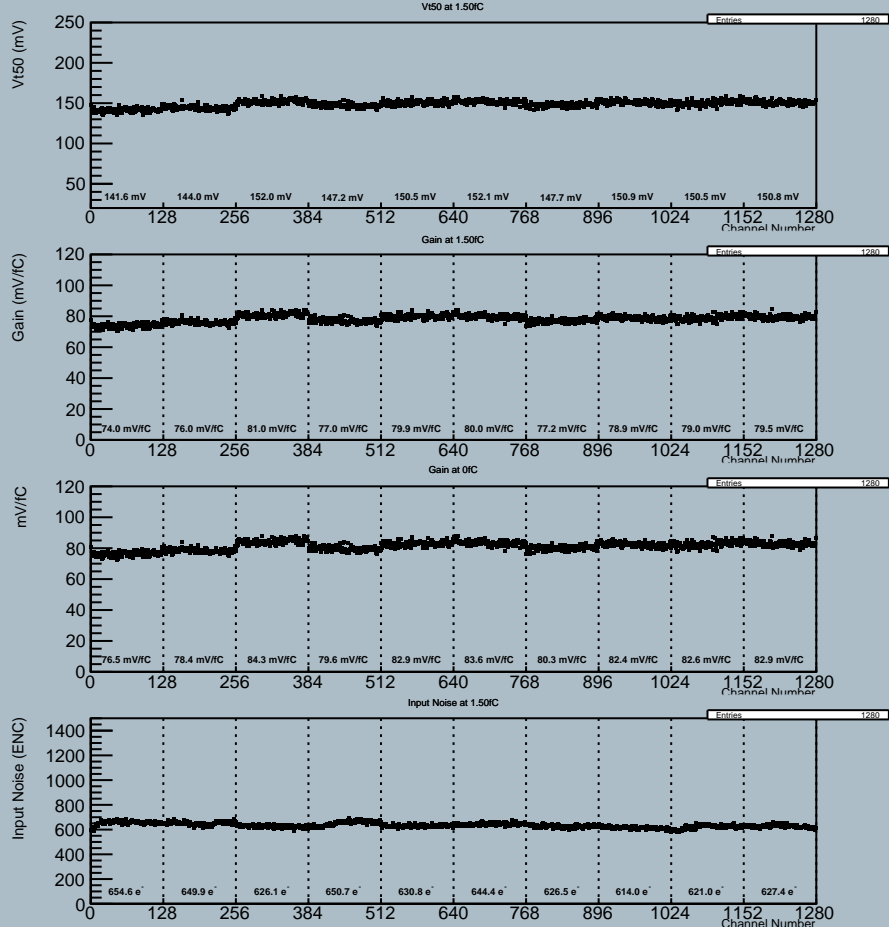 Vt50 at 1.50fC
Entries 1280
Vt50 (mV)
250
200
150
100
50
141.6 mV 144.0 mV 152.0 mV 147.2 mV 150.5 mV 152.1 mV 147.7 mV 150.9 mV 150.5 mV 150.8 mV
0 128 256 384 512 640 768 896 1024 1152 1280
Channel Number
Gain at 1.50fC
Entries 1280
Gain (mV/fC)
120
100
80
60
40
20
0
74.0 mV/fC 76.0 mV/fC 81.0 mV/fC 77.0 mV/fC 79.9 mV/fC 80.0 mV/fC 77.2 mV/fC 78.9 mV/fC 79.0 mV/fC 79.5 mV/fC
0 128 256 384 512 640 768 896 1024 1152 1280
Channel Number
Gain at 0fC
Entries 1280
mV/fC
120
100
80
60
40
20
0
76.5 mV/fC 78.4 mV/fC 84.3 mV/fC 79.6 mV/fC 82.9 mV/fC 83.6 mV/fC 80.3 mV/fC 82.4 mV/fC 82.6 mV/fC 82.9 mV/fC
0 128 256 384 512 640 768 896 1024 1152 1280
Channel Number
Input Noise at 1.50fC
Entries 1280
Input Noise (ENC)
1400
1200
1000
800
600
400
200
0
654.6 e⁻ 649.9 e⁻ 626.1 e⁻ 650.7 e⁻ 630.8 e⁻ 644.4 e⁻ 626.5 e⁻ 614.0 e⁻ 621.0 e⁻ 627.4 e⁻
0 128 256 384 512 640 768 896 1024 1152 1280
Channel Number